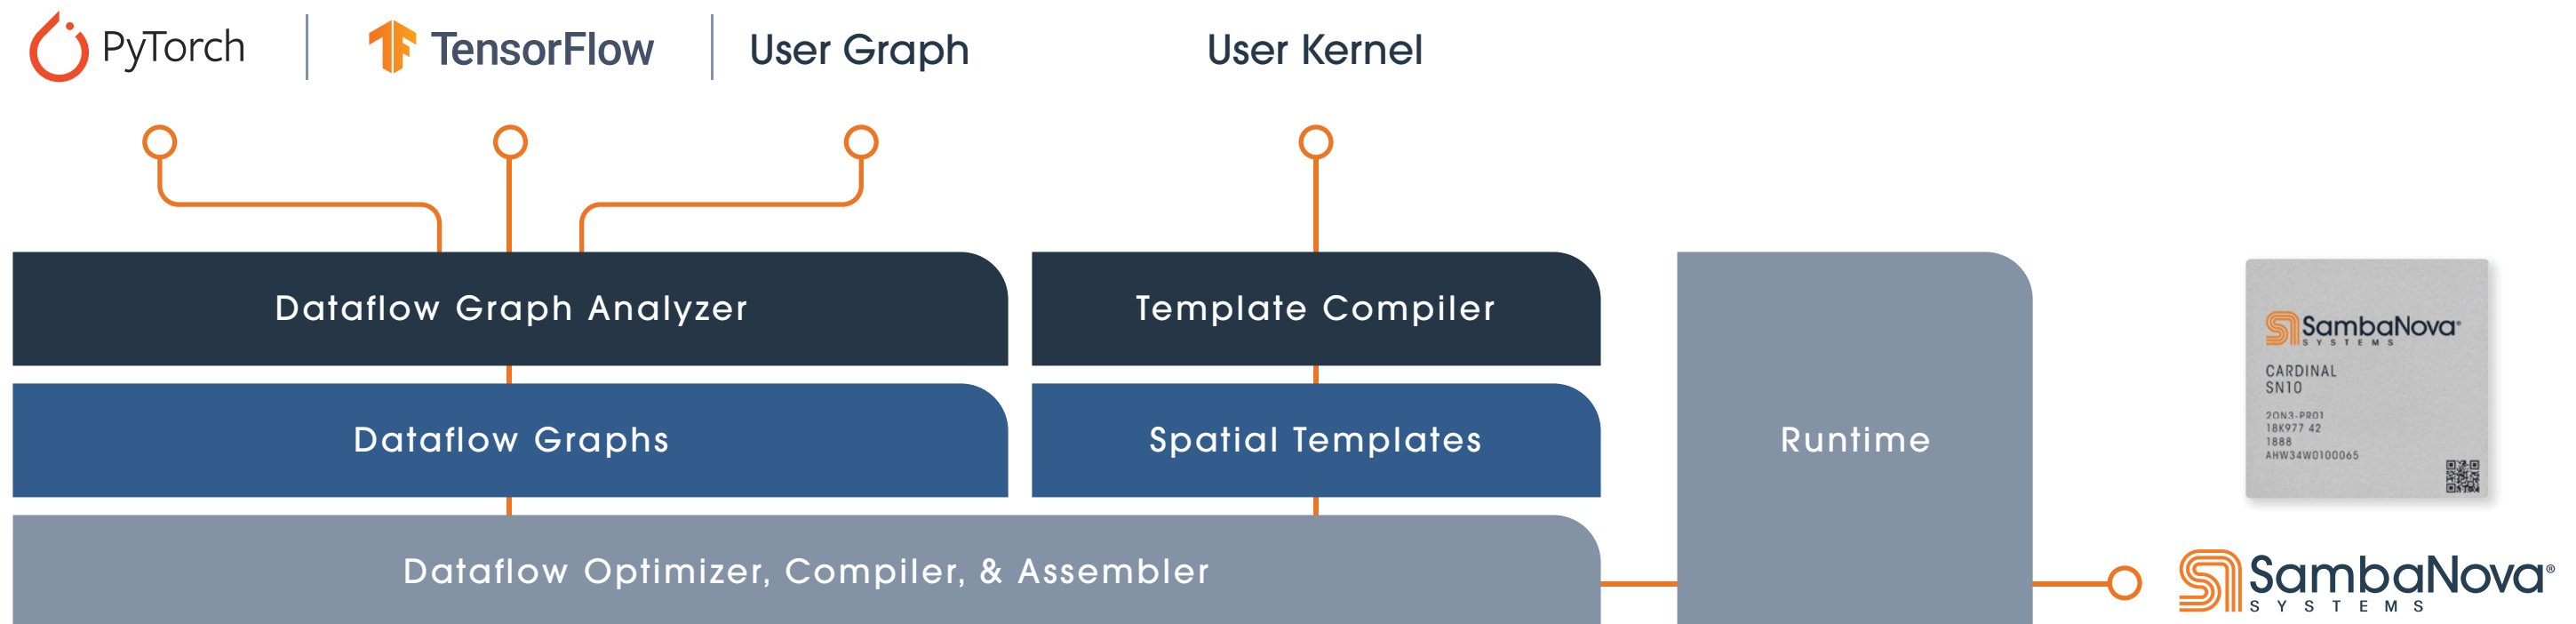 PyTorch
TensorFlow
User Graph
User Kernel
Dataflow Graph Analyzer
Template Compiler
Dataflow Graphs
Spatial Templates
Runtime
Dataflow Optimizer, Compiler, & Assembler
SambaNova®
SYSTEMS
CARDINAL
SN10
2QN3-PR01
18K977 42
1888
AHW34W0100065
SambaNova®
SYSTEMS